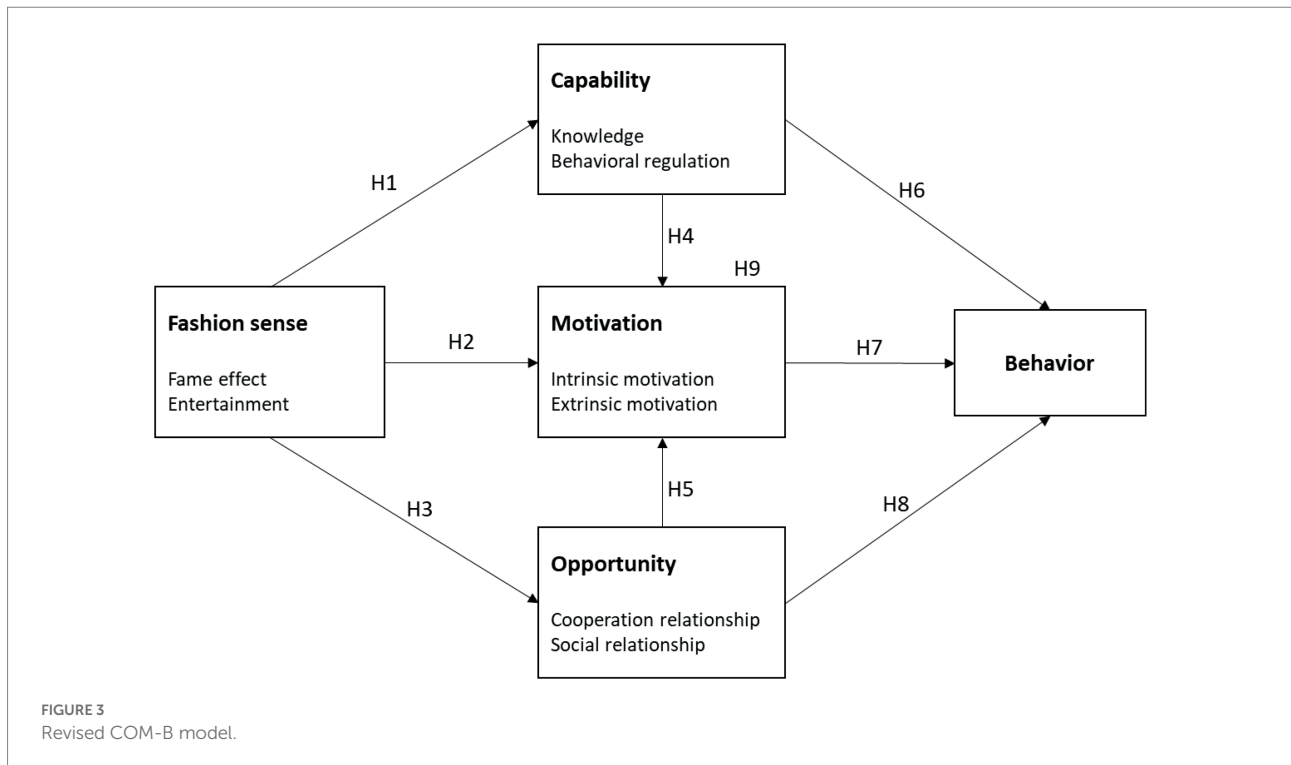 Capability
Knowledge
Behavioral regulation
H1
H6
H4
H9
Fashion sense
Fame effect
Entertainment
H2
Motivation
Intrinsic motivation
Extrinsic motivation
H7
Behavior
H3
H5
H8
Opportunity
Cooperation relationship
Social relationship
FIGURE 3
Revised COM-B model.